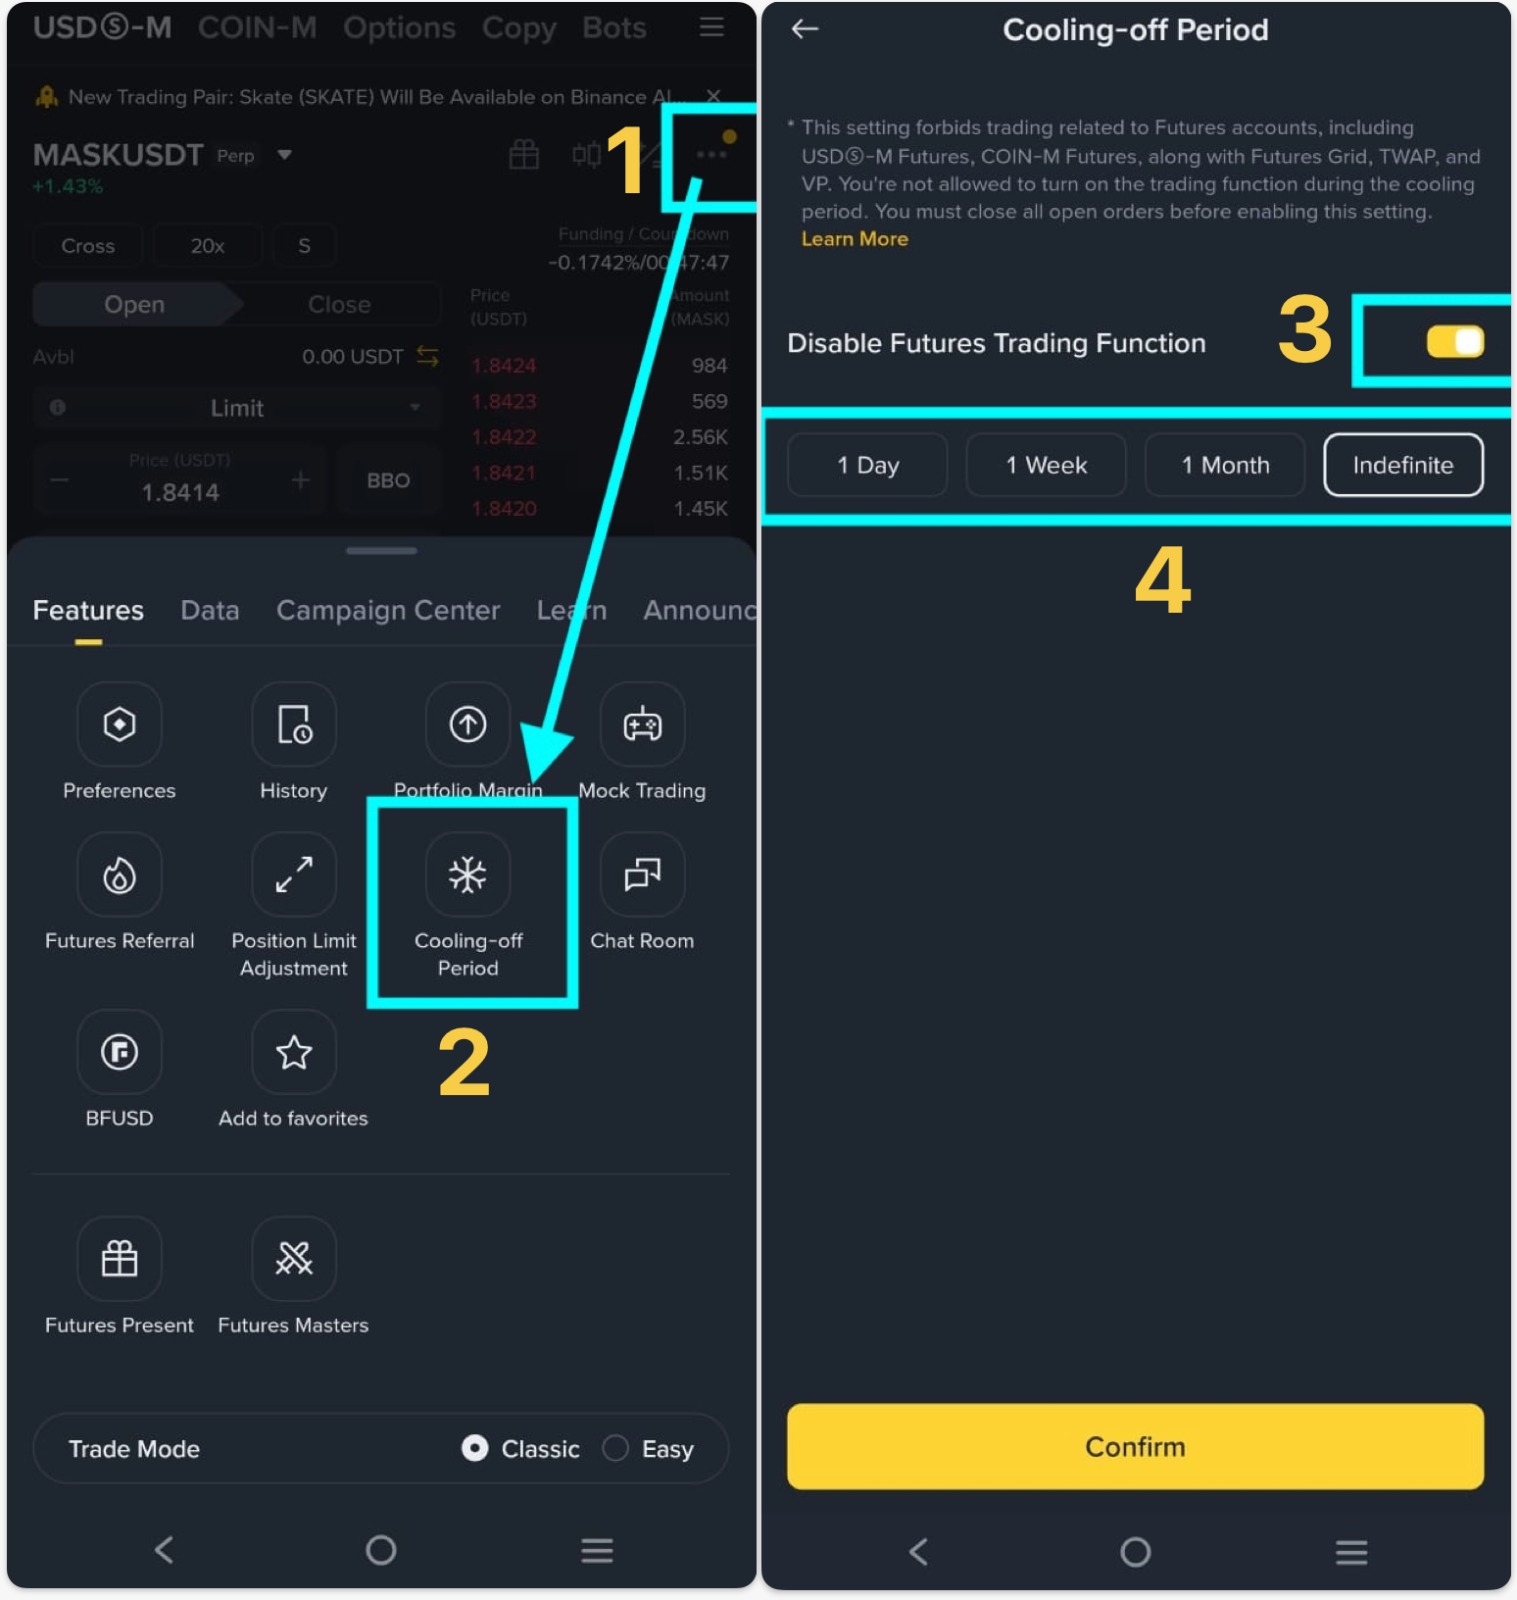 USDⓈ-M COIN-M Options Copy Bots
New Trading Pair: Skate (SKATE) Will Be Available on Binance Al...
MASKUSDT Perp
+1.43%
1
Cross 20x S
Funding / Countdown
-0.1742%/00:47:47
Open Close
Price (USDT)
Amount (MASK)
Avbl 0.00 USDT
1.8424 984
Limit
1.8423 569
1.8422 2.56K
Price (USDT)
1.8414
BBO
1.8421 1.51K
1.8420 1.45K
Features Data Campaign Center Learn Announc
Preferences History Portfolio Margin Mock Trading
Futures Referral Position Limit Adjustment Cooling-off Period Chat Room
2
BFUSD Add to favorites
Futures Present Futures Masters
Trade Mode Classic Easy
Cooling-off Period
* This setting forbids trading related to Futures accounts, including
USDⓈ-M Futures, COIN-M Futures, along with Futures Grid, TWAP, and
VP. You're not allowed to turn on the trading function during the cooling
period. You must close all open orders before enabling this setting.
Learn More
Disable Futures Trading Function
3
1 Day 1 Week 1 Month Indefinite
4
Confirm